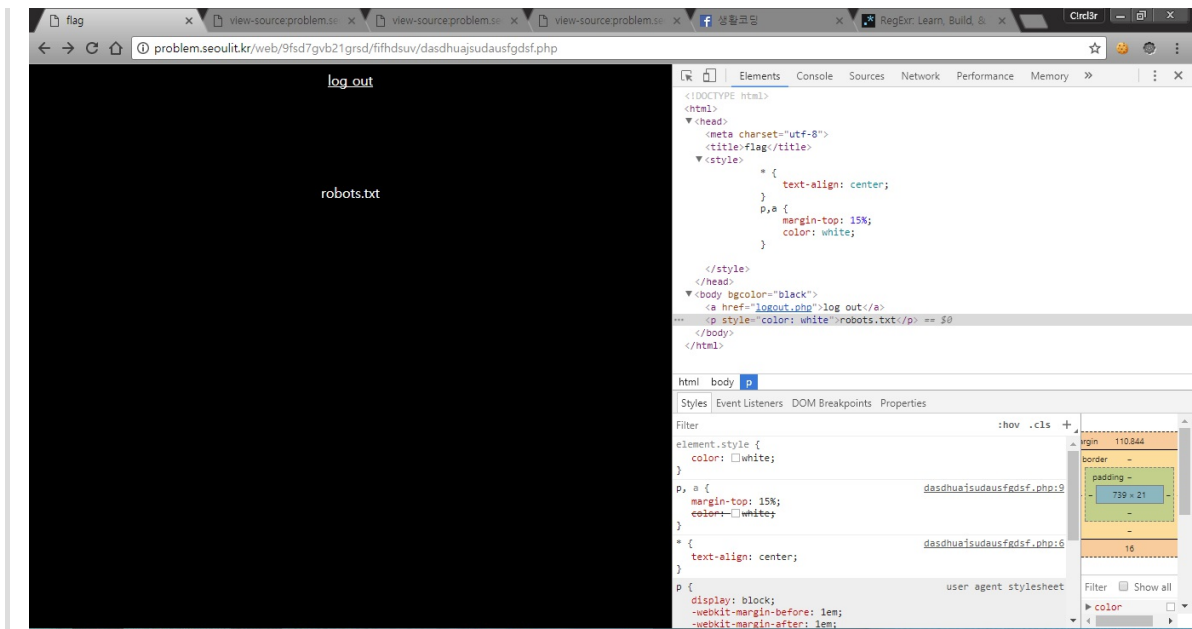 flag
view-source:problem.se
view-source:problem.se
view-source:problem.se
생활코딩
RegExr: Learn, Build, &
C!rcl3r
problem.seoulit.kr/web/9fsd7gvb21grsd/fifhdsuv/dasdhuajsudausfgdsf.php
log out
robots.txt
Elements Console Sources Network Performance Memory »
<!DOCTYPE html>
<html>
▼<head>
<meta charset="utf-8">
<title>flag</title>
▼<style>
* {
text-align: center;
}
p,a {
margin-top: 15%;
color: white;
}
</style>
</head>
▼<body bgcolor="black">
<a href="logout.php">log out</a>
··· <p style="color: white">robots.txt</p> == $0
</body>
</html>
html body p
Styles Event Listeners DOM Breakpoints Properties
Filter :hov .cls +
element.style {
color: white;
}
p, a { dasdhuajsudausfgdsf.php:9
margin-top: 15%;
color: white;
}
* { dasdhuajsudausfgdsf.php:6
text-align: center;
}
p { user agent stylesheet
display: block;
-webkit-margin-before: 1em;
-webkit-margin-after: 1em;
rgin 110.844
border –
padding –
– 739 × 21 –
–
–
16
Filter Show all
▶ color